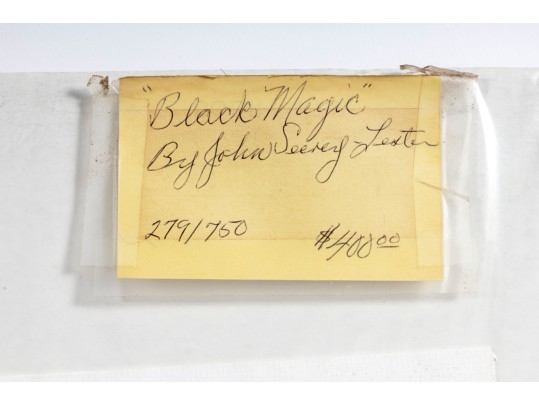 "Black Magic"
By John Seerey-Lester
279/750 $400.00